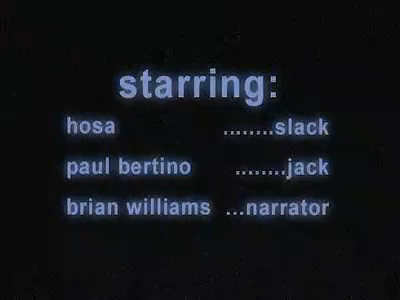 starring:
hosa ........slack
paul bertino ........jack
brian williams ...narrator